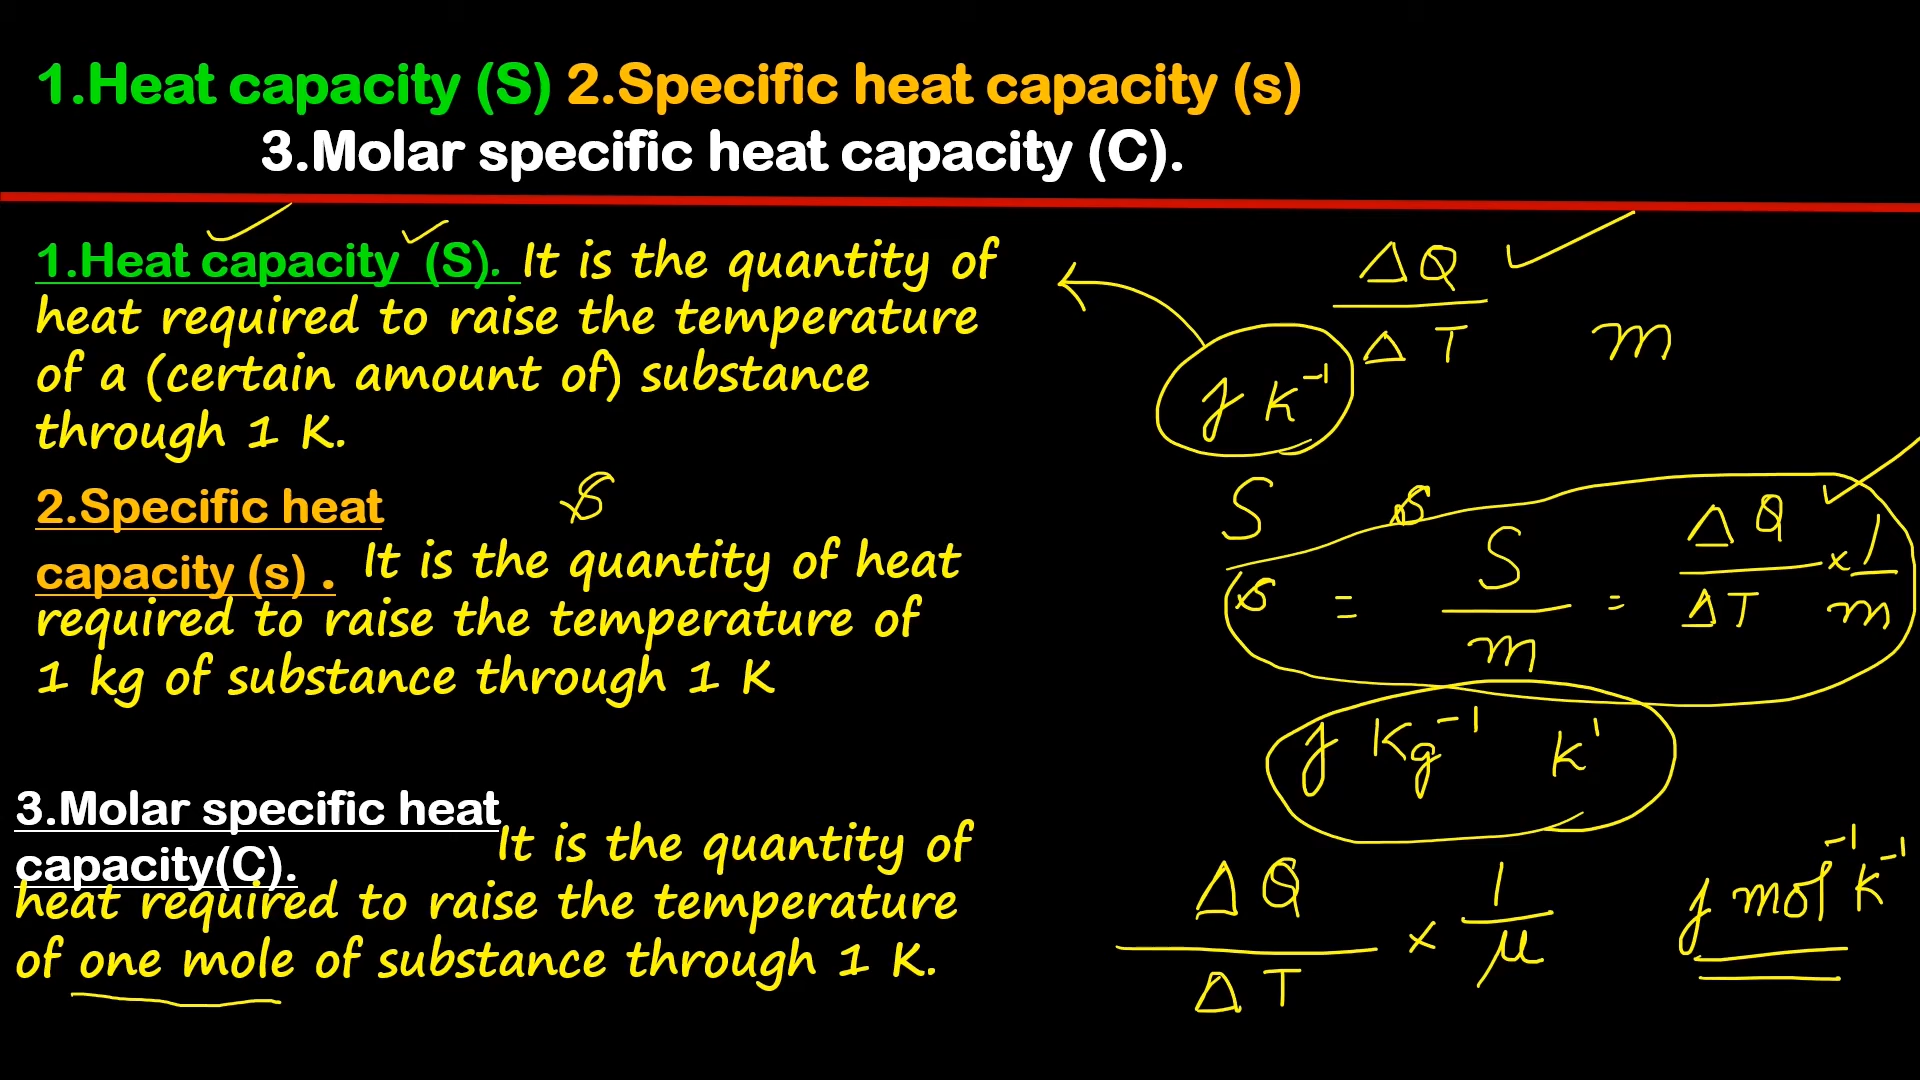 1.Heat capacity (S) 2.Specific heat capacity (s)
3.Molar specific heat capacity (C).
1.Heat capacity (S). It is the quantity of
heat required to raise the temperature
of a (certain amount of) substance
through 1 K.
2.Specific heat
capacity (s) . It is the quantity of heat
required to raise the temperature of
1 kg of substance through 1 K
3.Molar specific heat
capacity(C). It is the quantity of
heat required to raise the temperature
of one mole of substance through 1 K.
s
ΔQ
ΔT
m
J K⁻¹
S s
s = S/m = ΔQ/ΔT × 1/m
J Kg⁻¹ K¹
ΔQ/ΔT × 1/μ
J mol⁻¹ K⁻¹